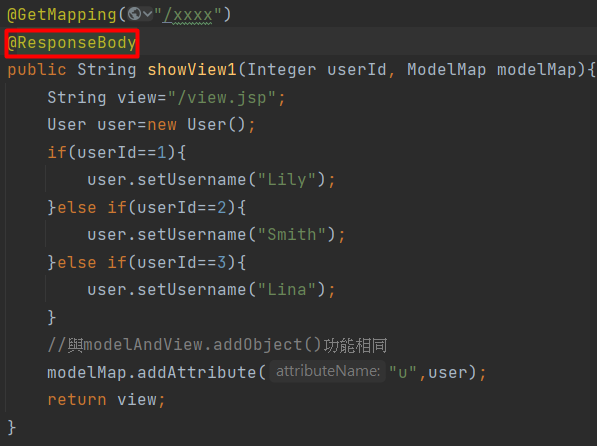 @GetMapping("/xxxx")
@ResponseBody
public String showView1(Integer userId, ModelMap modelMap){
    String view="/view.jsp";
    User user=new User();
    if(userId==1){
        user.setUsername("Lily");
    }else if(userId==2){
        user.setUsername("Smith");
    }else if(userId==3){
        user.setUsername("Lina");
    }
    //與modelAndView.addObject()功能相同
    modelMap.addAttribute( attributeName: "u",user);
    return view;
}